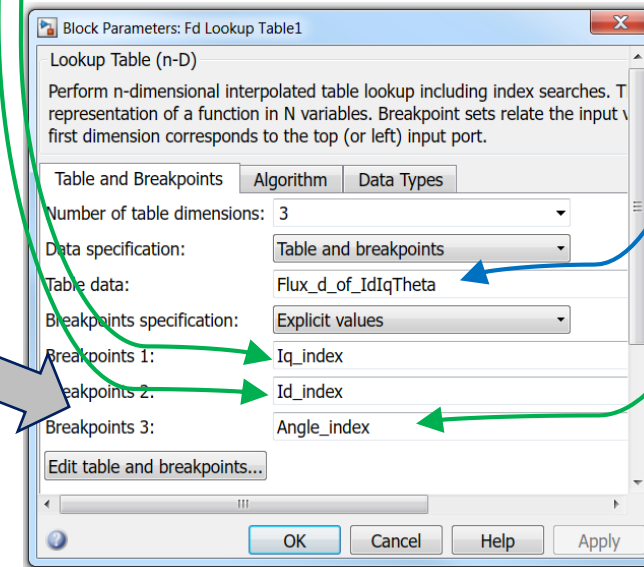 Block Parameters: Fd Lookup Table1
X
Lookup Table (n-D)
Perform n-dimensional interpolated table lookup including index searches. T
representation of a function in N variables. Breakpoint sets relate the input v
first dimension corresponds to the top (or left) input port.
Table and Breakpoints Algorithm Data Types
Number of table dimensions: 3
Data specification: Table and breakpoints
Table data: Flux_d_of_IdIqTheta
Breakpoints specification: Explicit values
Breakpoints 1: Iq_index
Breakpoints 2: Id_index
Breakpoints 3: Angle_index
Edit table and breakpoints...
OK Cancel Help Apply